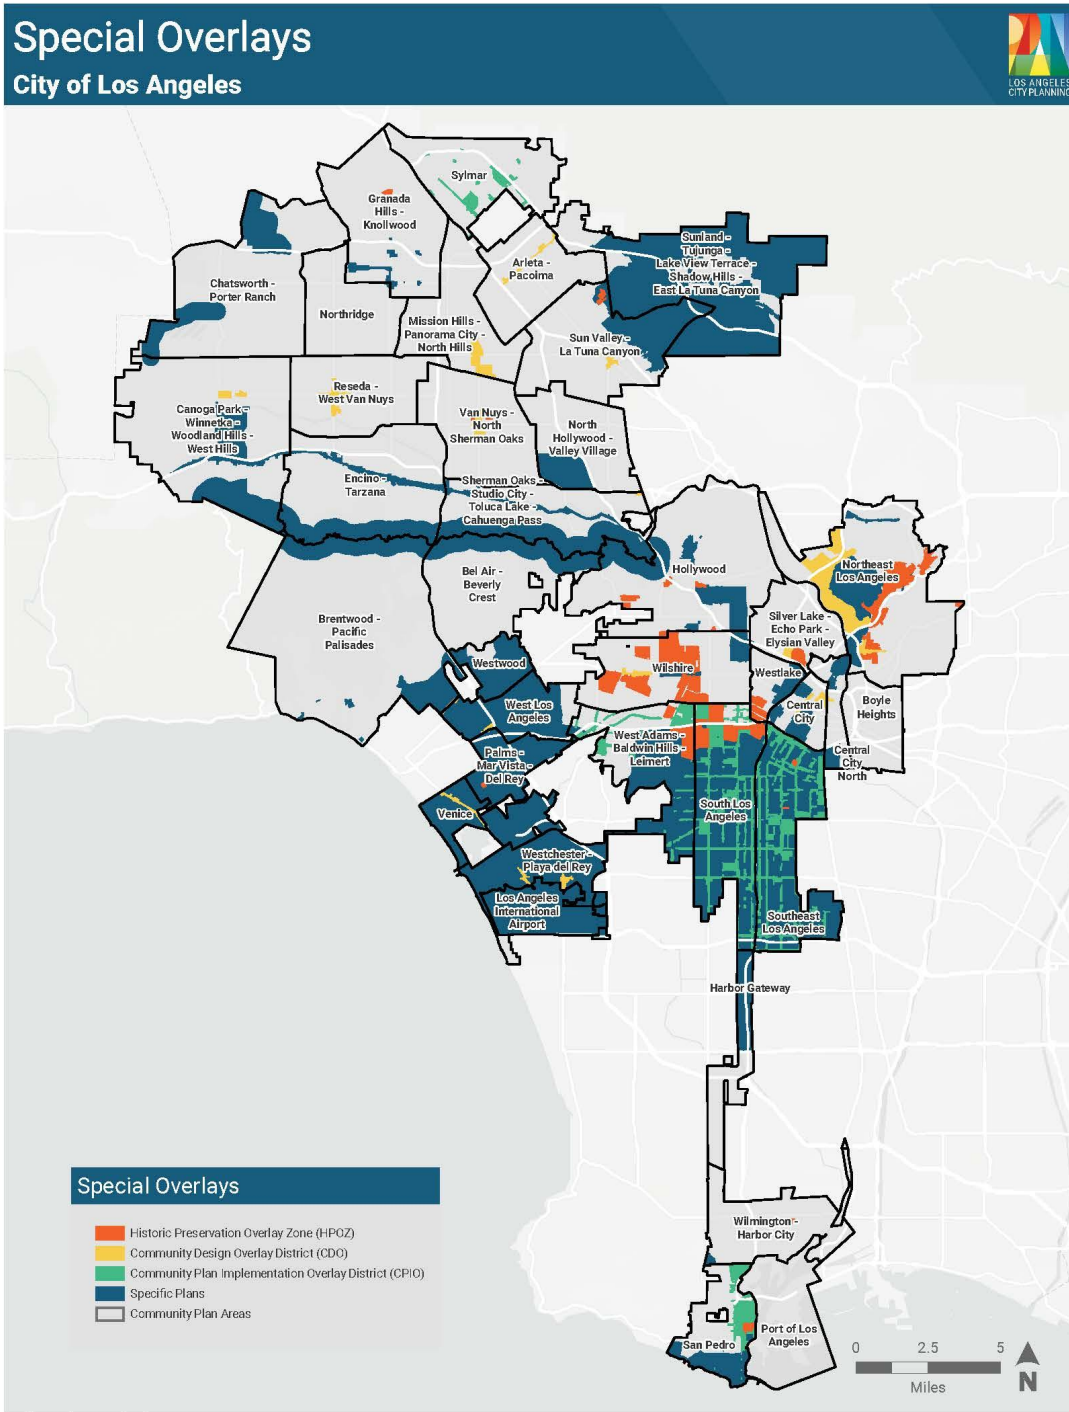 Special Overlays
City of Los Angeles
LOS ANGELES
CITY PLANNING
Sylmar
Granada
Hills -
Knollwood
Sunland -
Tujunga -
Lake View Terrace -
Shadow Hills -
East La Tuna Canyon
Arleta -
Pacoima
Chatsworth -
Porter Ranch
Northridge
Mission Hills -
Panorama City -
North Hills
Sun Valley -
La Tuna Canyon
Reseda -
West Van Nuys
Canoga Park -
Winnetka -
Woodland Hills -
West Hills
Van Nuys -
North
Sherman Oaks
North
Hollywood -
Valley Village
Encino -
Tarzana
Sherman Oaks -
Studio City -
Toluca Lake -
Cahuenga Pass
Hollywood
Northeast
Los Angeles
Bel Air -
Beverly
Crest
Brentwood -
Pacific
Palisades
Silver Lake -
Echo Park -
Elysian Valley
Westwood
Wilshire
Westlake
West Los
Angeles
Central
City
Boyle
Heights
West Adams -
Baldwin Hills -
Leimert
Central
City
North
Palms -
Mar Vista -
Del Rey
Venice
South Los
Angeles
Westchester -
Playa del Rey
Los Angeles
International
Airport
Southeast
Los Angeles
Harbor Gateway
Wilmington -
Harbor City
San Pedro
Port of Los
Angeles
Special Overlays
Historic Preservation Overlay Zone (HPOZ)
Community Design Overlay District (CDO)
Community Plan Implementation Overlay District (CPIO)
Specific Plans
Community Plan Areas
0 2.5 5
Miles
N